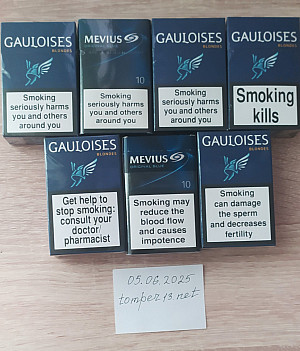 GAULOISES
BLONDES
Smoking
seriously harms
you and others
around you
MEVIUS
ORIGINAL BLUE
10
Smoking
seriously harms
you and others
around you
GAULOISES
BLONDES
Smoking
seriously harms
you and others
around you
GAULOISES
BLONDES
Smoking
kills
GAULOISES
BLONDES
Get help to
stop smoking:
consult your
doctor/
pharmacist
MEVIUS
ORIGINAL BLUE
10
Smoking may
reduce the
blood flow
and causes
impotence
GAULOISES
BLONDES
Smoking
can damage
the sperm
and decreases
fertility
05.06.2025
tomper13.net